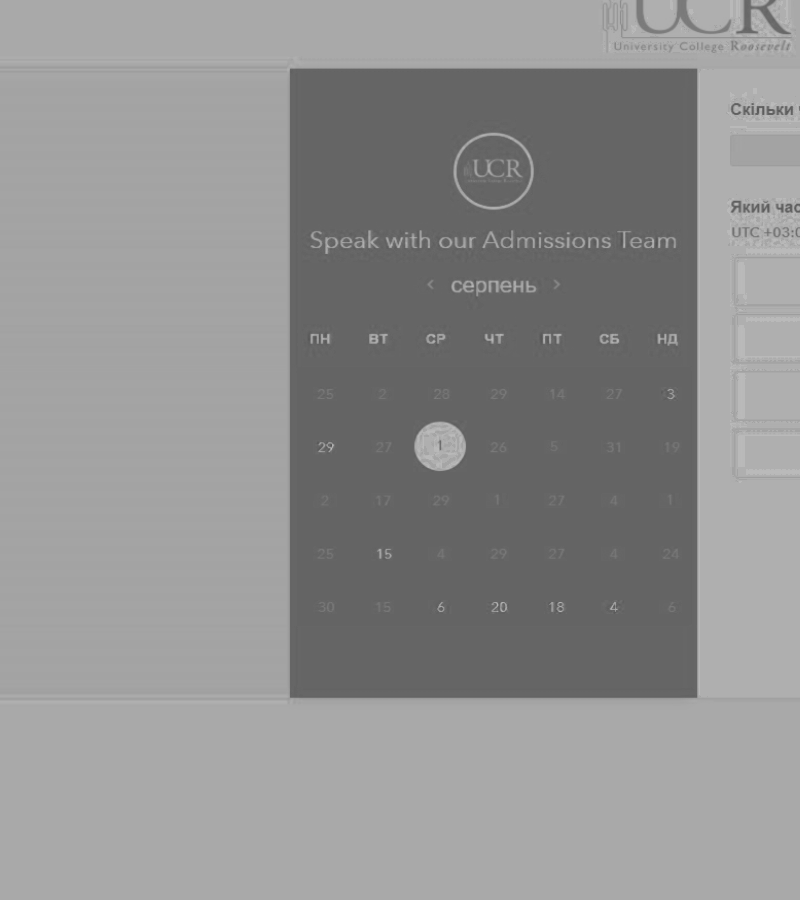 UCR
University College Roosevelt
UCR
Speak with our Admissions Team
‹ серпень ›
ПН ВТ СР ЧТ ПТ СБ НД
25 2 28 29 14 27 3
29 27 1 26 5 31 19
2 17 29 1 27 4 1
25 15 4 29 27 4 24
30 15 6 20 18 4 6
Скільки
Який час
UTC +03:0